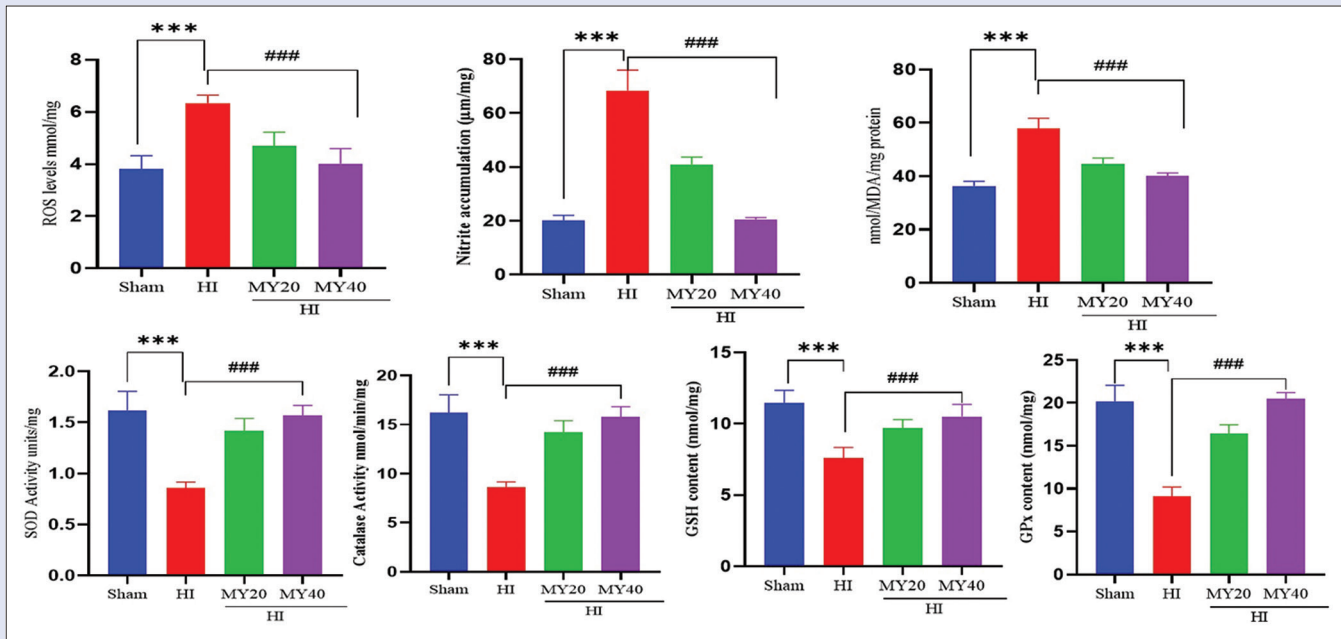 *** ###
ROS levels mmol/mg
8
6
4
2
0
Sham HI MY20 MY40
HI
*** ###
Nitrite accumulation (µm/mg)
80
60
40
20
0
Sham HI MY20 MY40
HI
*** ###
nmol/MDA/mg protein
80
60
40
20
0
Sham HI MY20 MY40
HI
*** ###
SOD Activity units/mg
2.0
1.5
1.0
0.5
0.0
Sham HI MY20 MY40
HI
*** ###
Catalase Activity nmol/min/mg
20
15
10
5
0
Sham HI MY20 MY40
HI
*** ###
GSH content (nmol/mg)
15
10
5
0
Sham HI MY20 MY40
HI
*** ###
GPx content (nmol/mg)
25
20
15
10
5
0
Sham HI MY20 MY40
HI